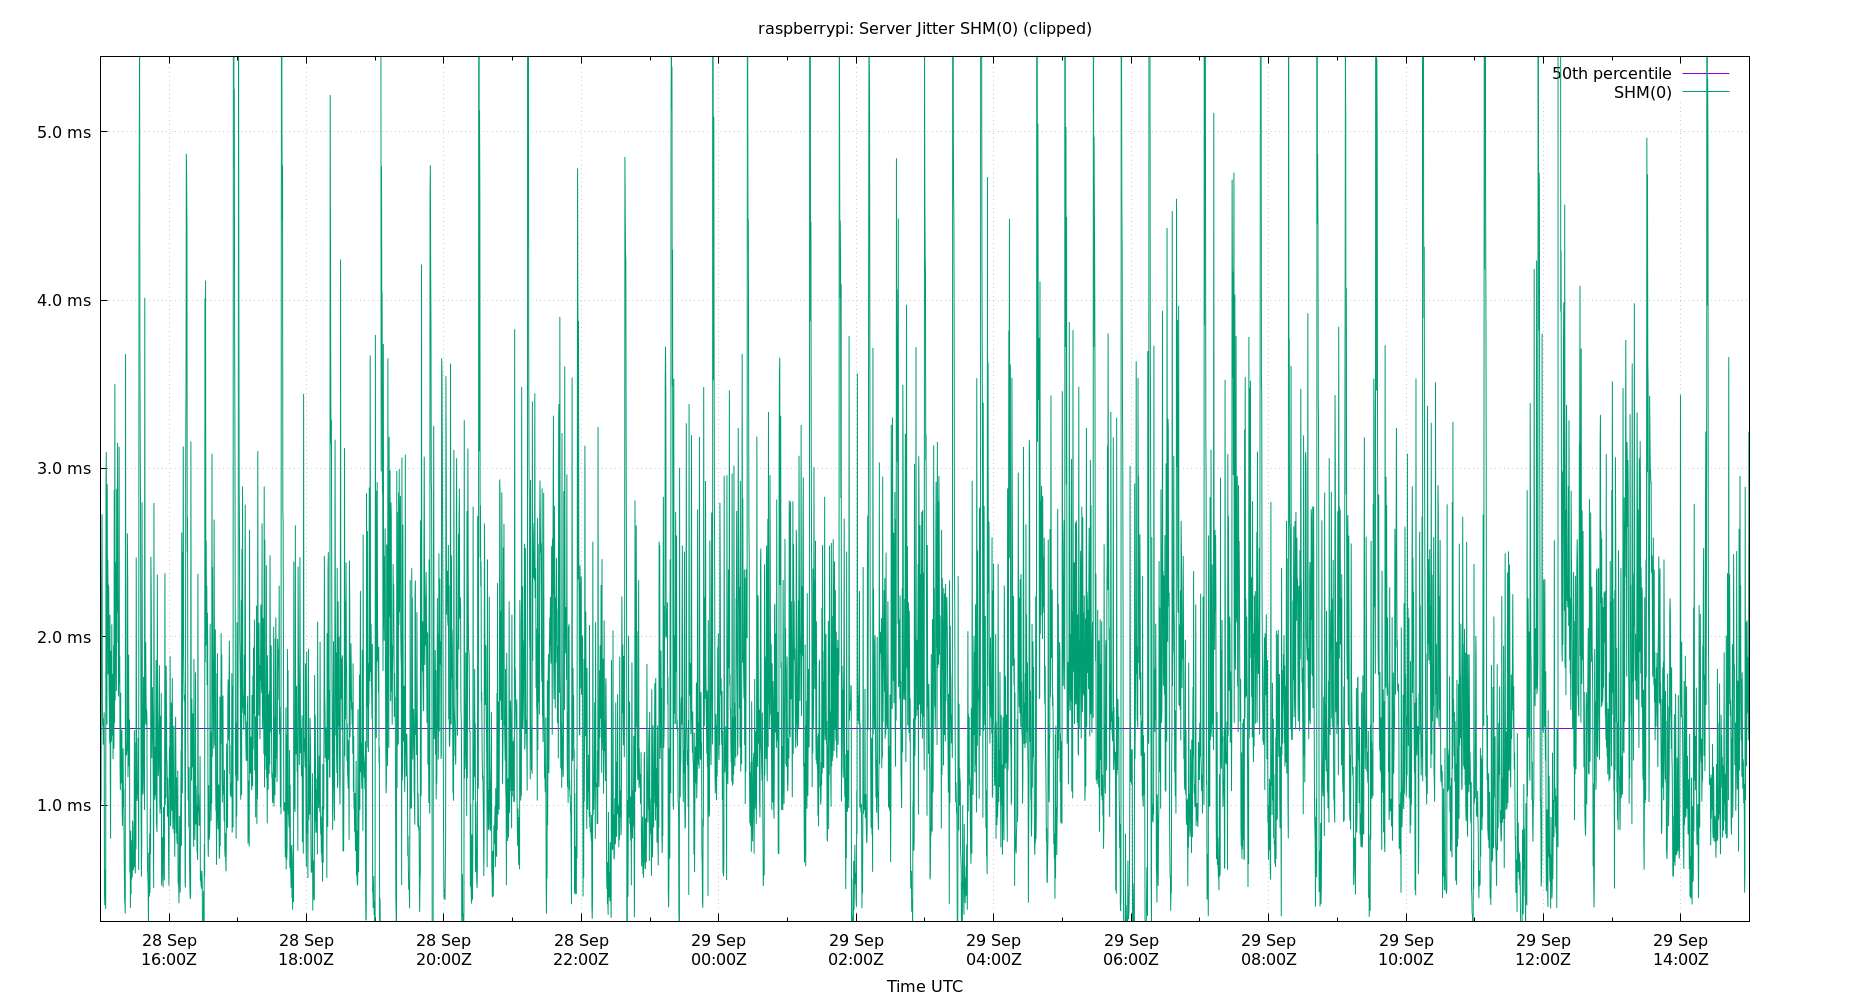 raspberrypi: Server Jitter SHM(0) (clipped)
50th percentile
SHM(0)
5.0 ms
4.0 ms
3.0 ms
2.0 ms
1.0 ms
28 Sep 28 Sep 28 Sep 28 Sep 29 Sep 29 Sep 29 Sep 29 Sep 29 Sep 29 Sep 29 Sep 29 Sep
16:00Z 18:00Z 20:00Z 22:00Z 00:00Z 02:00Z 04:00Z 06:00Z 08:00Z 10:00Z 12:00Z 14:00Z
Time UTC